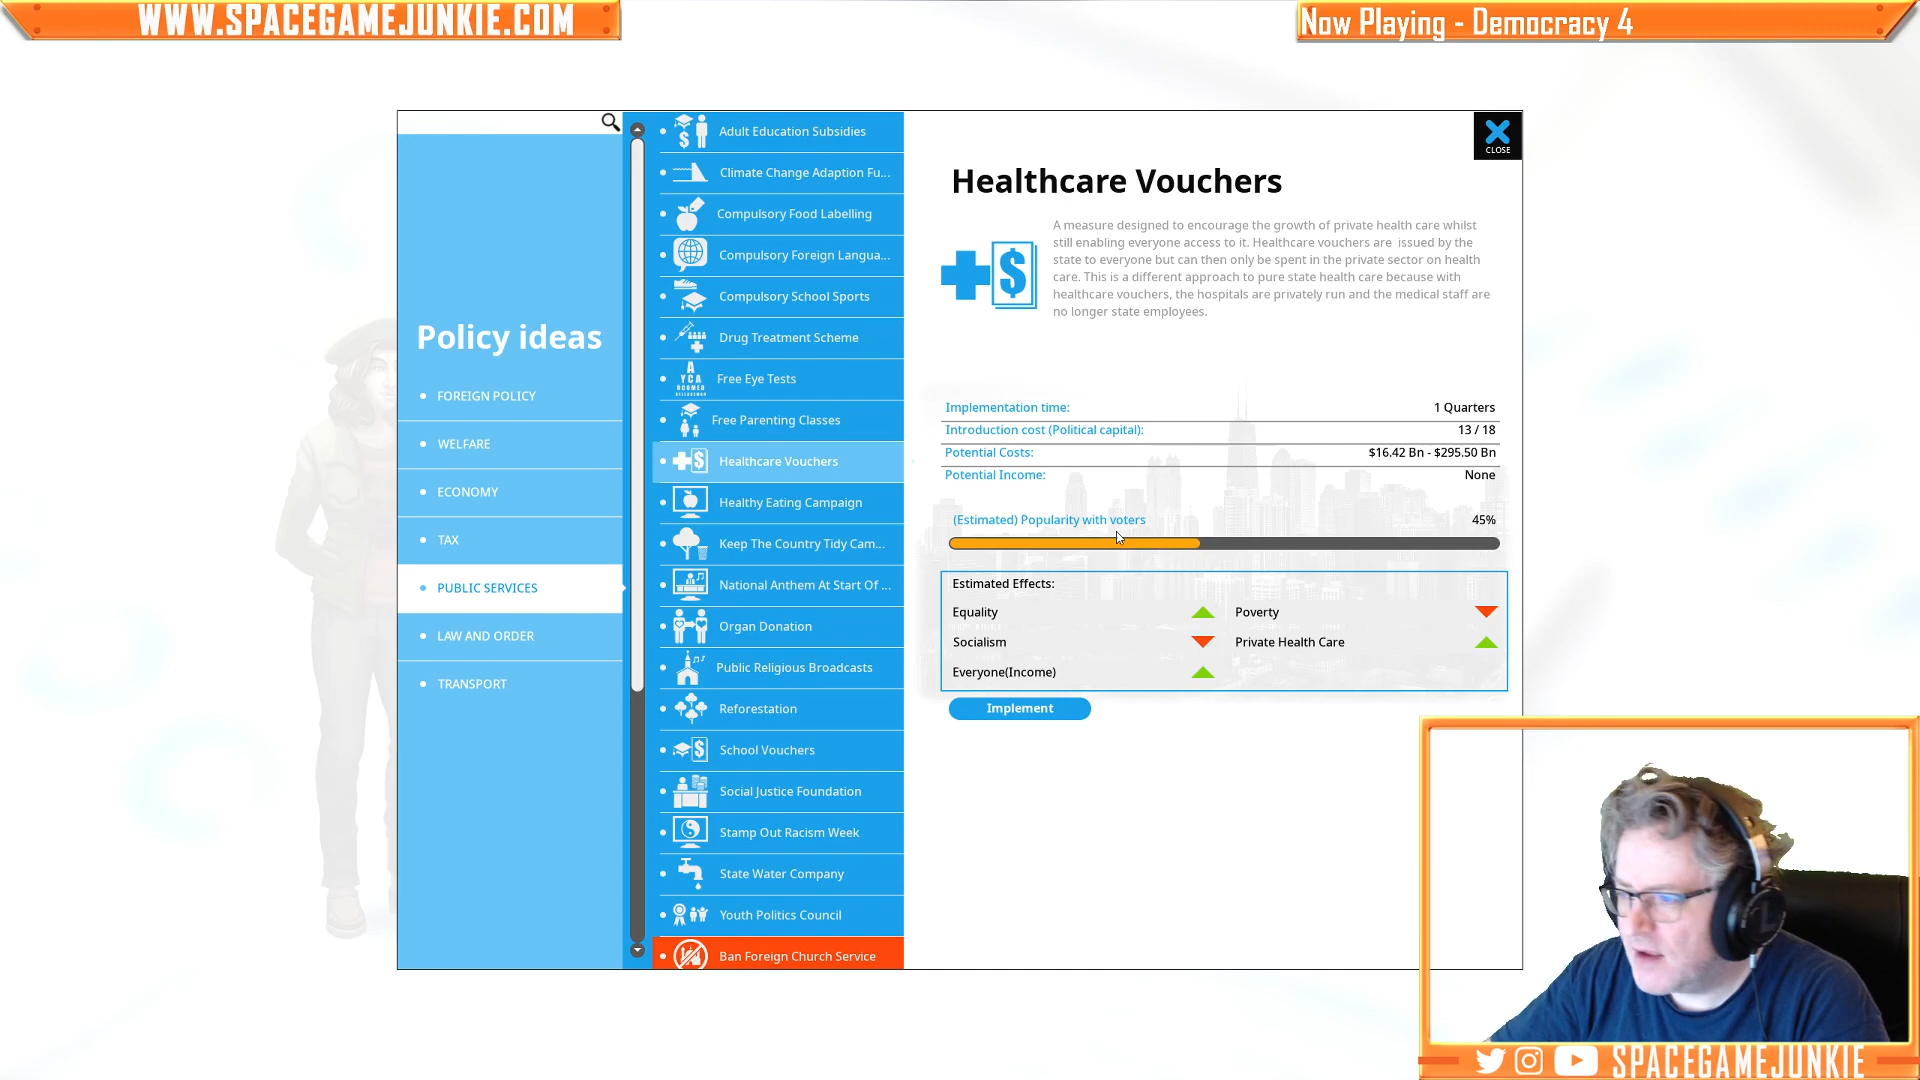 WWW.SPACEGAMEJUNKIE.COM
Now Playing - Democracy 4
CLOSE
Policy ideas
FOREIGN POLICY
WELFARE
ECONOMY
TAX
PUBLIC SERVICES
LAW AND ORDER
TRANSPORT
Adult Education Subsidies
Climate Change Adaption Fu...
Compulsory Food Labelling
Compulsory Foreign Langua...
Compulsory School Sports
Drug Treatment Scheme
Free Eye Tests
Free Parenting Classes
Healthcare Vouchers
Healthy Eating Campaign
Keep The Country Tidy Cam...
National Anthem At Start Of ...
Organ Donation
Public Religious Broadcasts
Reforestation
School Vouchers
Social Justice Foundation
Stamp Out Racism Week
State Water Company
Youth Politics Council
Ban Foreign Church Service
Healthcare Vouchers
A measure designed to encourage the growth of private health care whilst
still enabling everyone access to it. Healthcare vouchers are issued by the
state to everyone but can then only be spent in the private sector on health
care. This is a different approach to pure state health care because with
healthcare vouchers, the hospitals are privately run and the medical staff are
no longer state employees.
Implementation time: 1 Quarters
Introduction cost (Political capital): 13 / 18
Potential Costs: $16.42 Bn - $295.50 Bn
Potential Income: None
(Estimated) Popularity with voters 45%
Estimated Effects:
Equality Poverty
Socialism Private Health Care
Everyone(Income)
Implement
SPACEGAMEJUNKIE